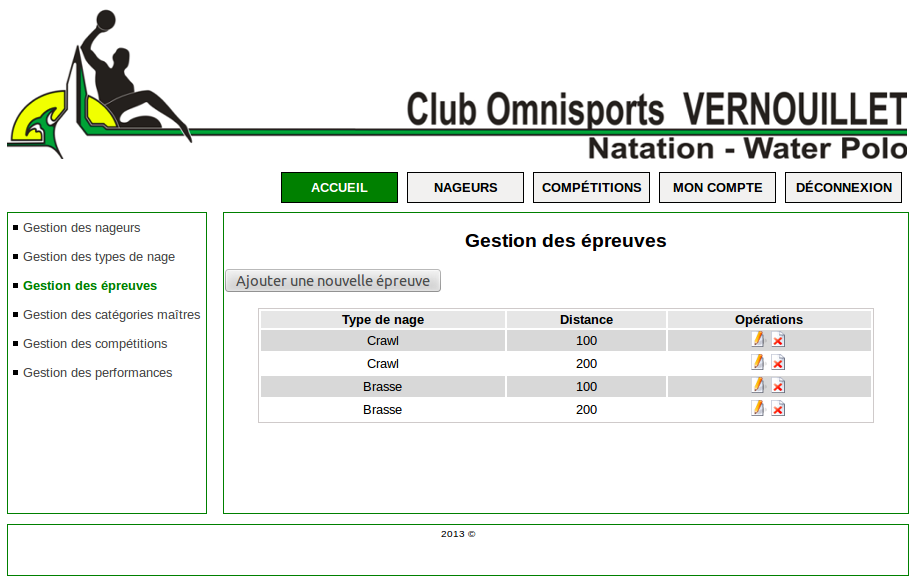 Club Omnisports VERNOUILLET
Natation - Water Polo
ACCUEIL NAGEURS COMPÉTITIONS MON COMPTE DÉCONNEXION
Gestion des nageurs
Gestion des types de nage
Gestion des épreuves
Gestion des catégories maîtres
Gestion des compétitions
Gestion des performances
Gestion des épreuves
Ajouter une nouvelle épreuve
Type de nage Distance Opérations
Crawl 100
Crawl 200
Brasse 100
Brasse 200
2013 ©